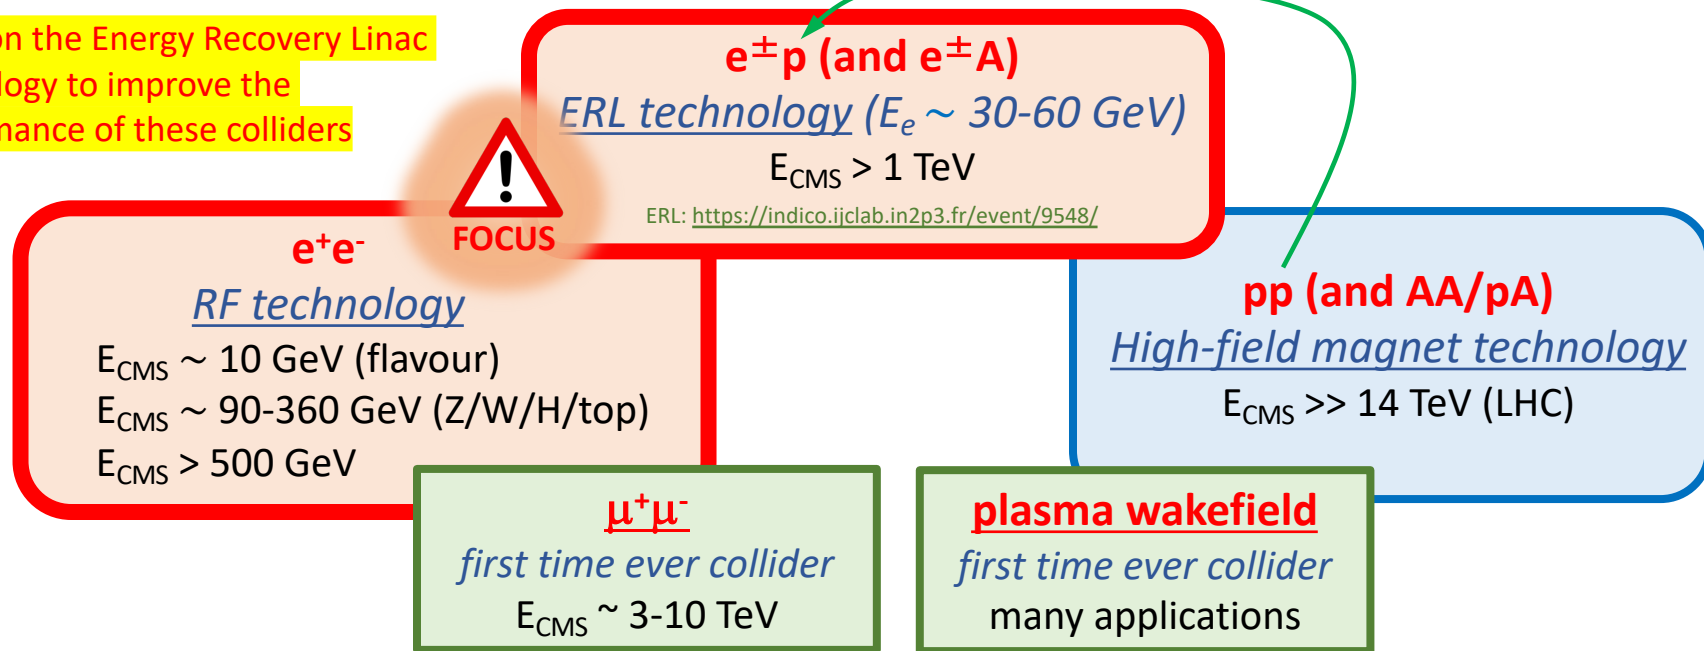 on the Energy Recovery Linac
logy to improve the
mance of these colliders
e±p (and e±A)
ERL technology (Ee ~ 30-60 GeV)
ECMS > 1 TeV
ERL: https://indico.ijclab.in2p3.fr/event/9548/
!
FOCUS
e+e-
RF technology
ECMS ~ 10 GeV (flavour)
ECMS ~ 90-360 GeV (Z/W/H/top)
ECMS > 500 GeV
pp (and AA/pA)
High-field magnet technology
ECMS >> 14 TeV (LHC)
μ+μ-
first time ever collider
ECMS ~ 3-10 TeV
plasma wakefield
first time ever collider
many applications